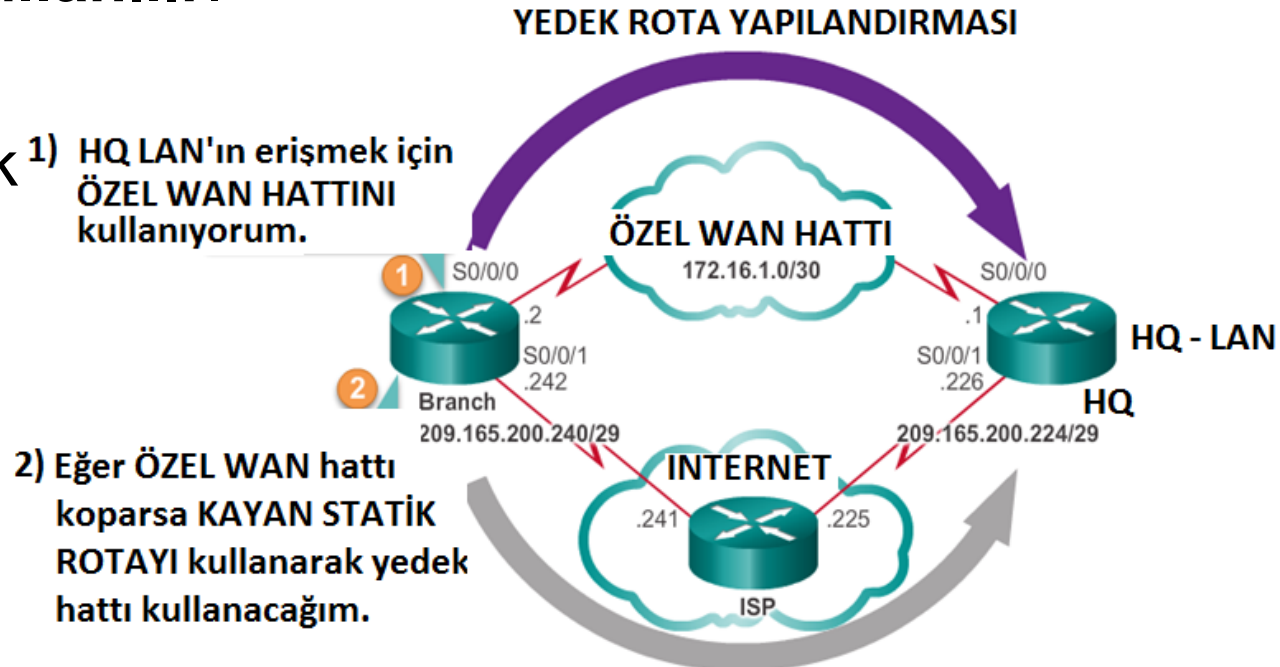 YEDEK ROTA YAPILANDIRMASI
k
1) HQ LAN'ın erişmek için
ÖZEL WAN HATTINI
kullanıyorum.
ÖZEL WAN HATTI
172.16.1.0/30
1
S0/0/0
S0/0/0
.2
.1
HQ - LAN
S0/0/1
S0/0/1
.242
.226
2
Branch
HQ
209.165.200.240/29
209.165.200.224/29
2) Eğer ÖZEL WAN hattı
koparsa KAYAN STATİK
ROTAYI kullanarak yedek
hattı kullanacağım.
INTERNET
.241
.225
ISP